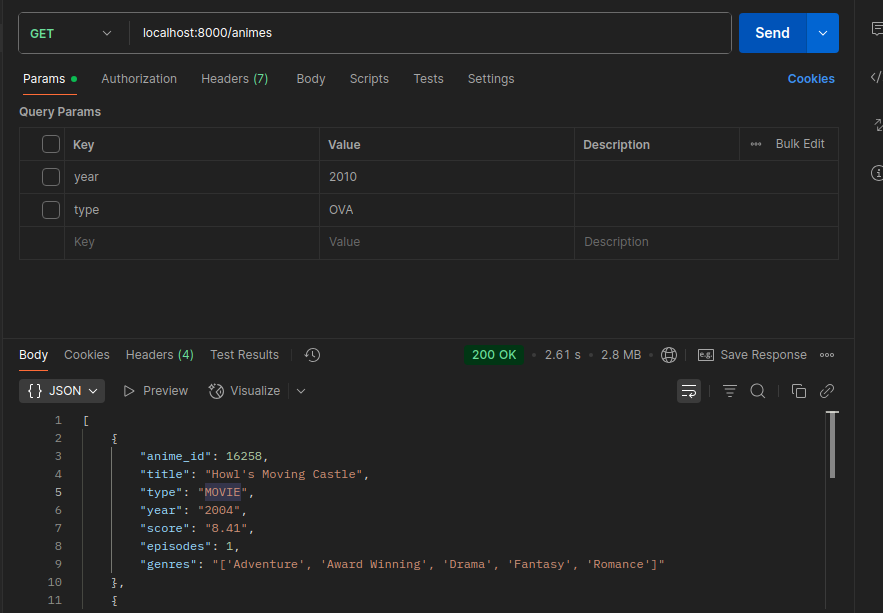 GET localhost:8000/animes Send
Params Authorization Headers (7) Body Scripts Tests Settings Cookies
Query Params
Key Value Description Bulk Edit
year 2010
type OVA
Key Value Description
Body Cookies Headers (4) Test Results 200 OK 2.61 s 2.8 MB e.g. Save Response
{} JSON Preview Visualize
1 [
2 {
3 "anime_id": 16258,
4 "title": "Howl's Moving Castle",
5 "type": "MOVIE",
6 "year": "2004",
7 "score": "8.41",
8 "episodes": 1,
9 "genres": "['Adventure', 'Award Winning', 'Drama', 'Fantasy', 'Romance']"
10 },
11 {